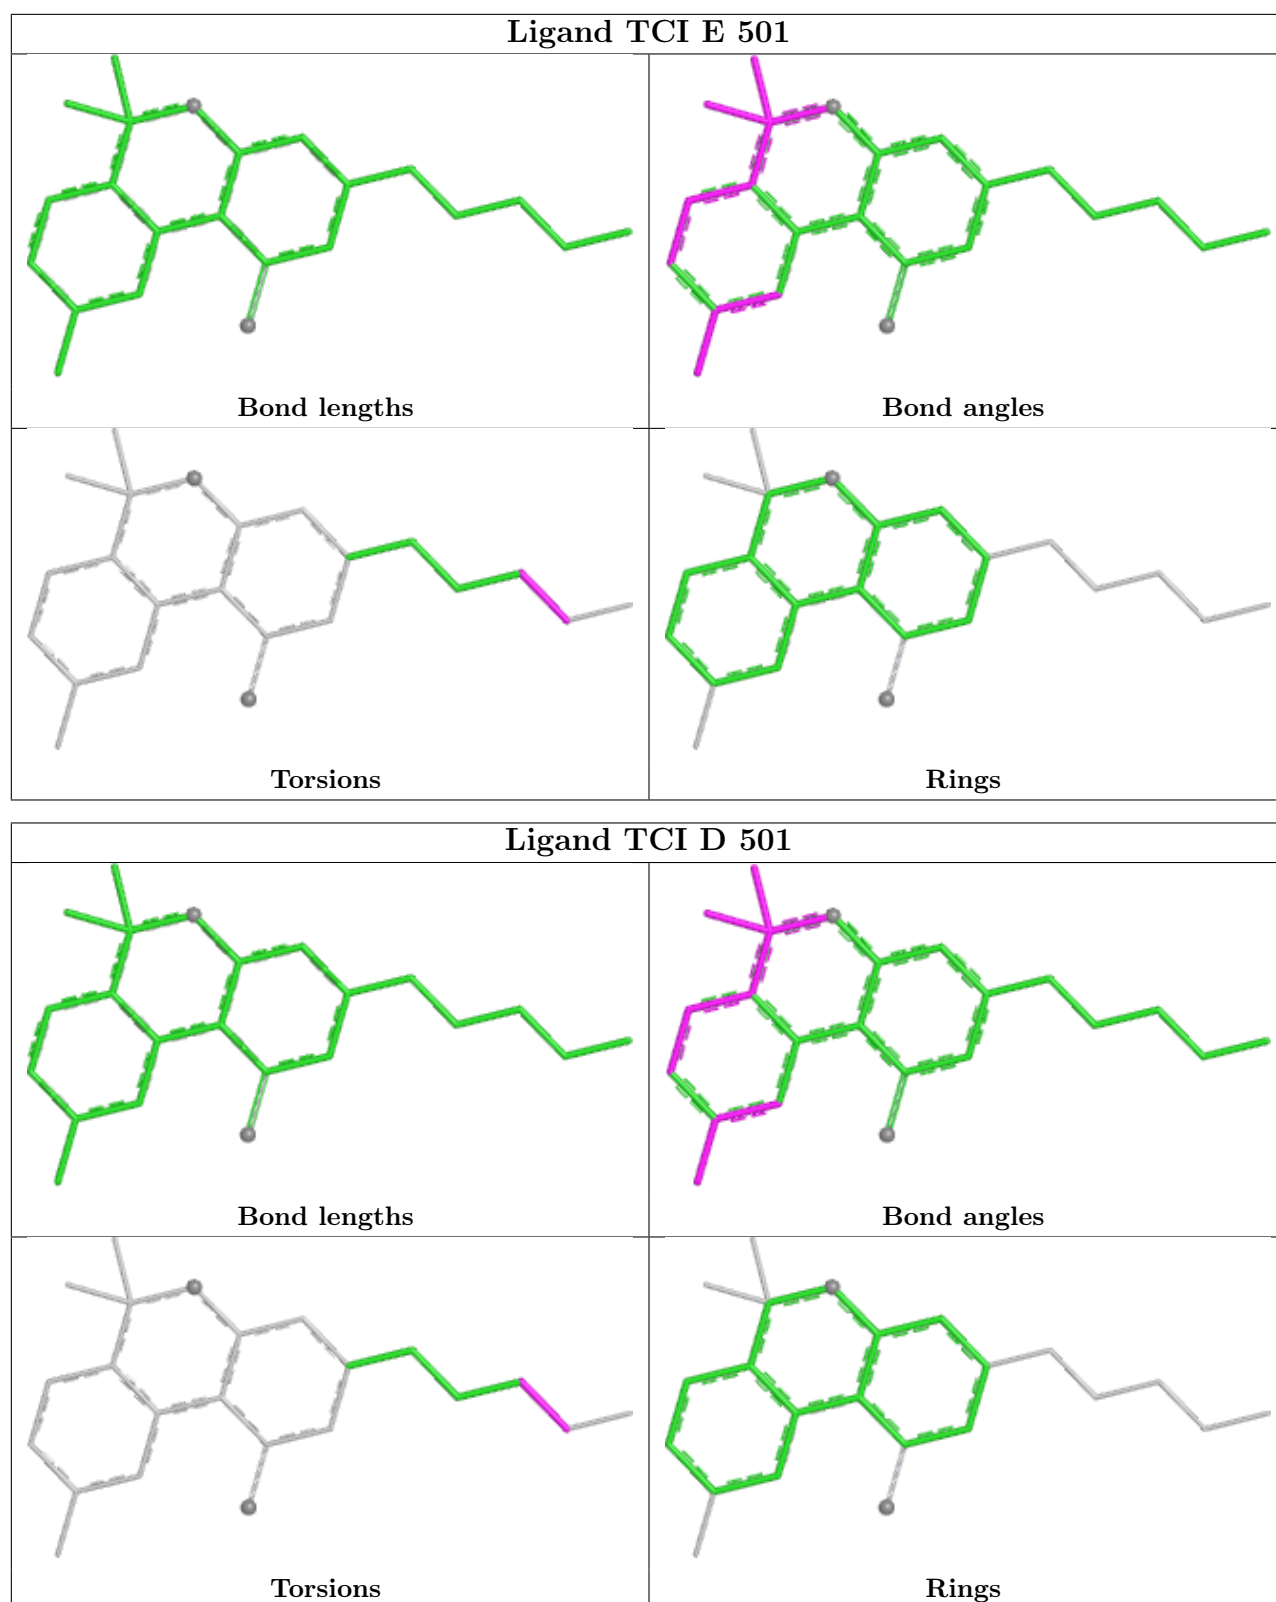 Ligand TCI E 501
Bond lengths
Bond angles
Torsions
Rings
Ligand TCI D 501
Bond lengths
Bond angles
Torsions
Rings